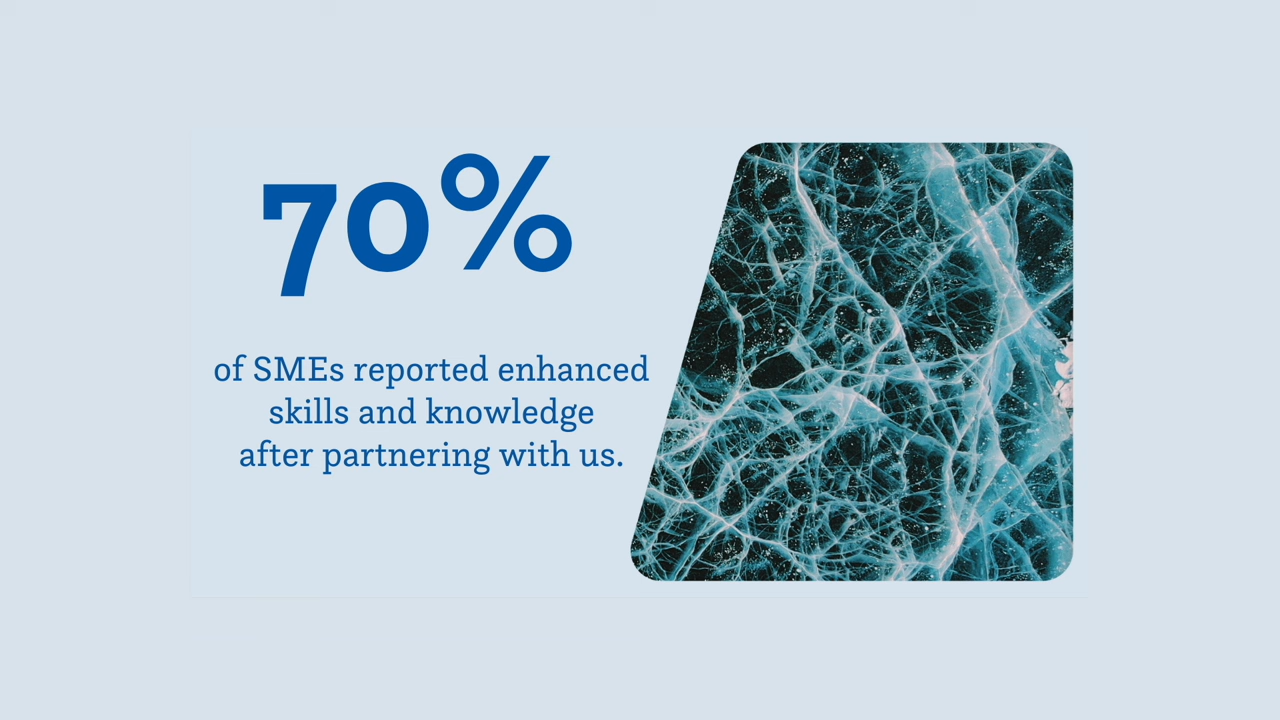 70%
of SMEs reported enhanced
skills and knowledge
after partnering with us.